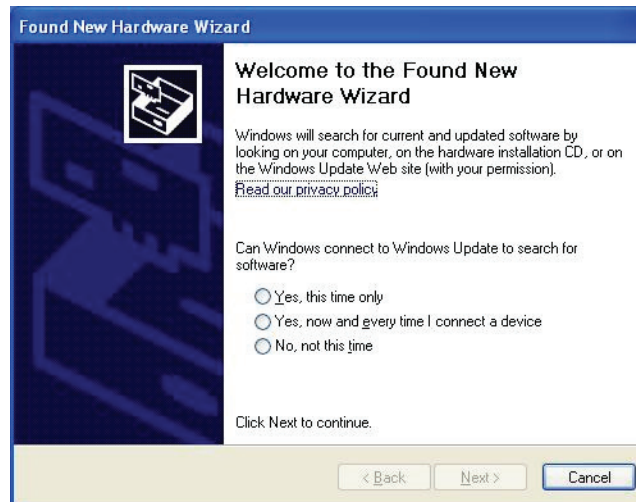 Found New Hardware Wizard
Welcome to the Found New
Hardware Wizard
Windows will search for current and updated software by
looking on your computer, on the hardware installation CD, or on
the Windows Update Web site (with your permission).
Read our privacy policy
Can Windows connect to Windows Update to search for
software?
Yes, this time only
Yes, now and every time I connect a device
No, not this time
Click Next to continue.
< Back Next > Cancel